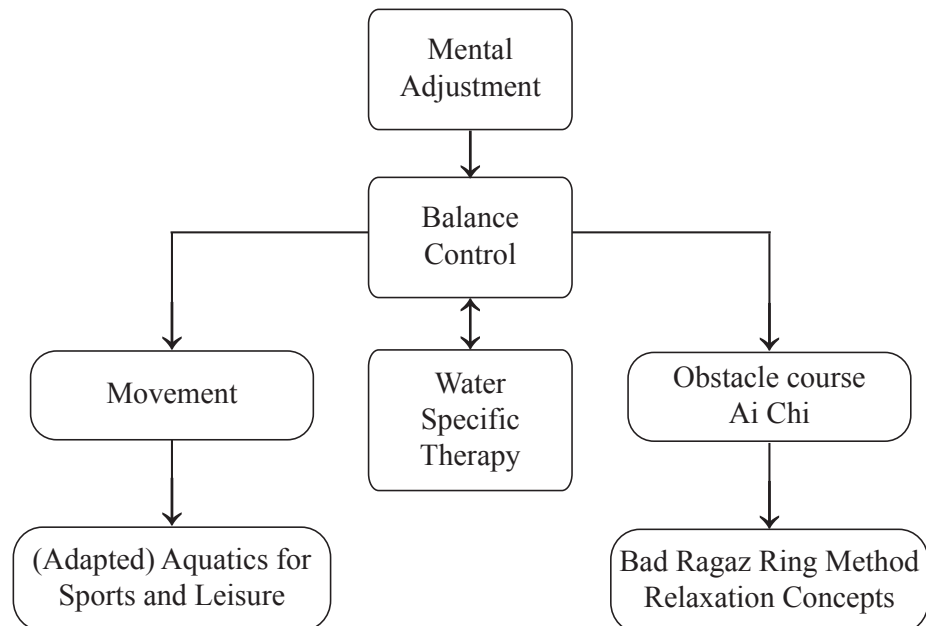 Mental
Adjustment
Balance
Control
Movement
Water
Specific
Therapy
Obstacle course
Ai Chi
(Adapted) Aquatics for
Sports and Leisure
Bad Ragaz Ring Method
Relaxation Concepts